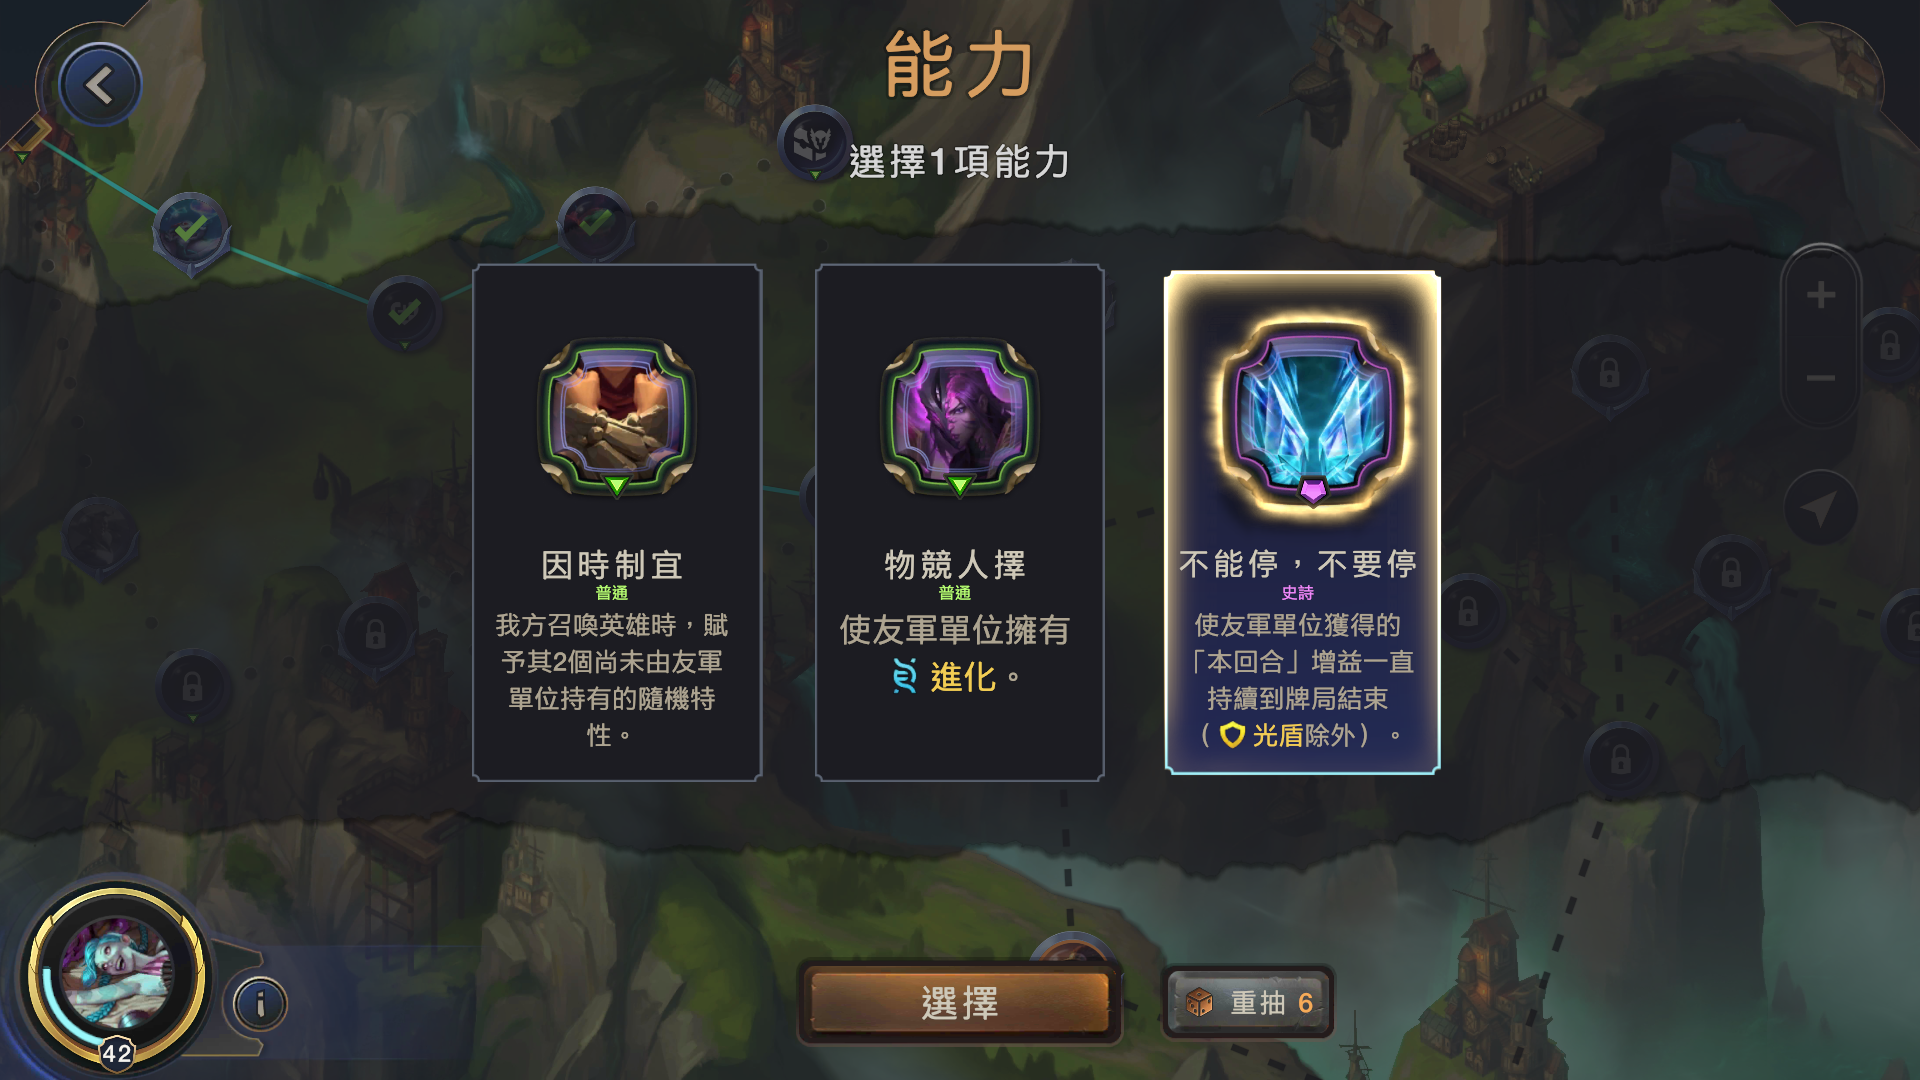 能力
選擇1項能力
因時制宜
普通
我方召喚英雄時，賦
予其2個尚未由友軍
單位持有的隨機特
性。
物競人擇
普通
使友軍單位擁有
進化。
不能停，不要停
史詩
使友軍單位獲得的
「本回合」增益一直
持續到牌局結束
（光盾除外）。
選擇
重抽 6
42